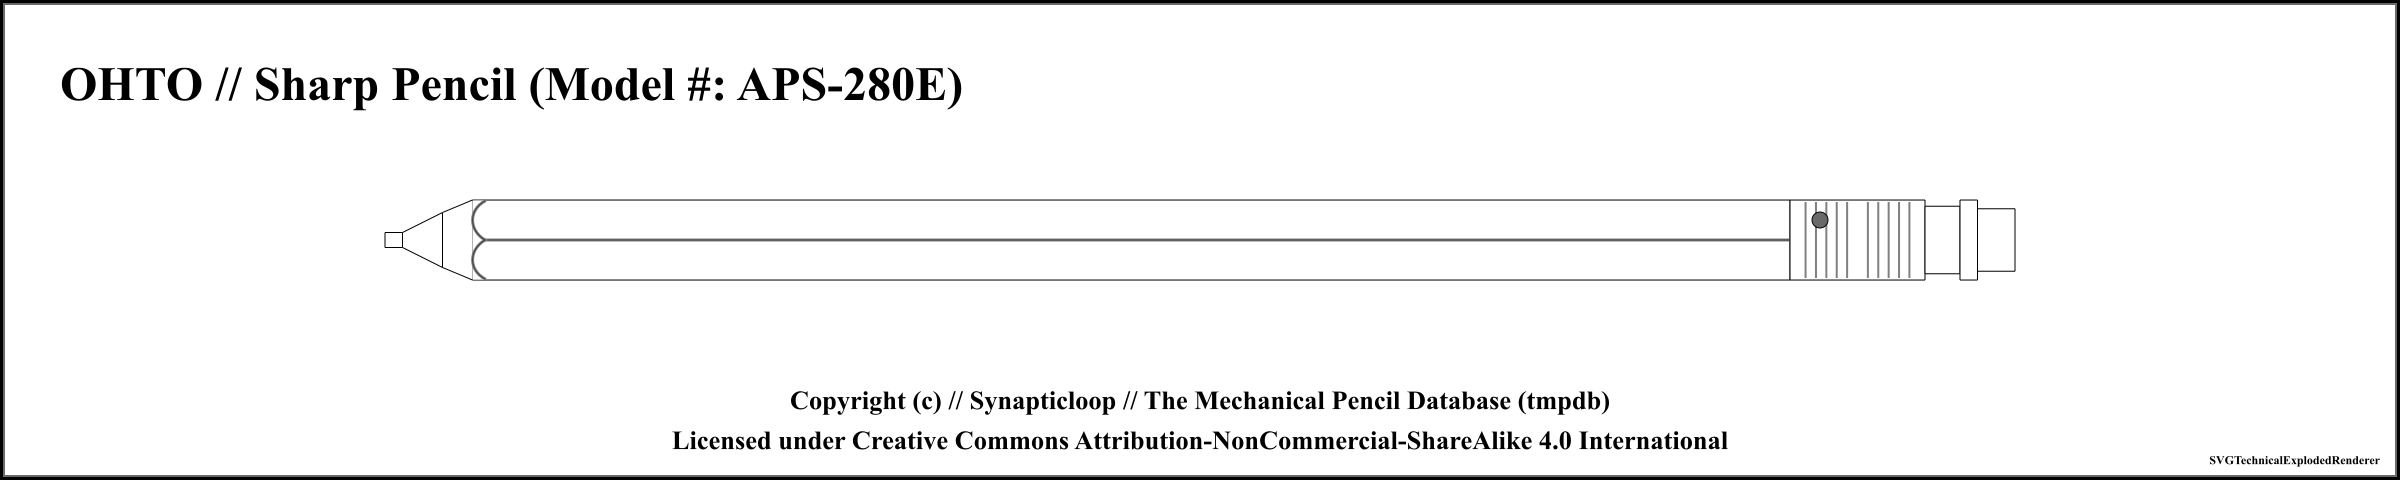 OHTO // Sharp Pencil (Model #: APS-280E)
Copyright (c) // Synapticloop // The Mechanical Pencil Database (tmpdb)
Licensed under Creative Commons Attribution-NonCommercial-ShareAlike 4.0 International
SVGTechnicalExplodedRenderer